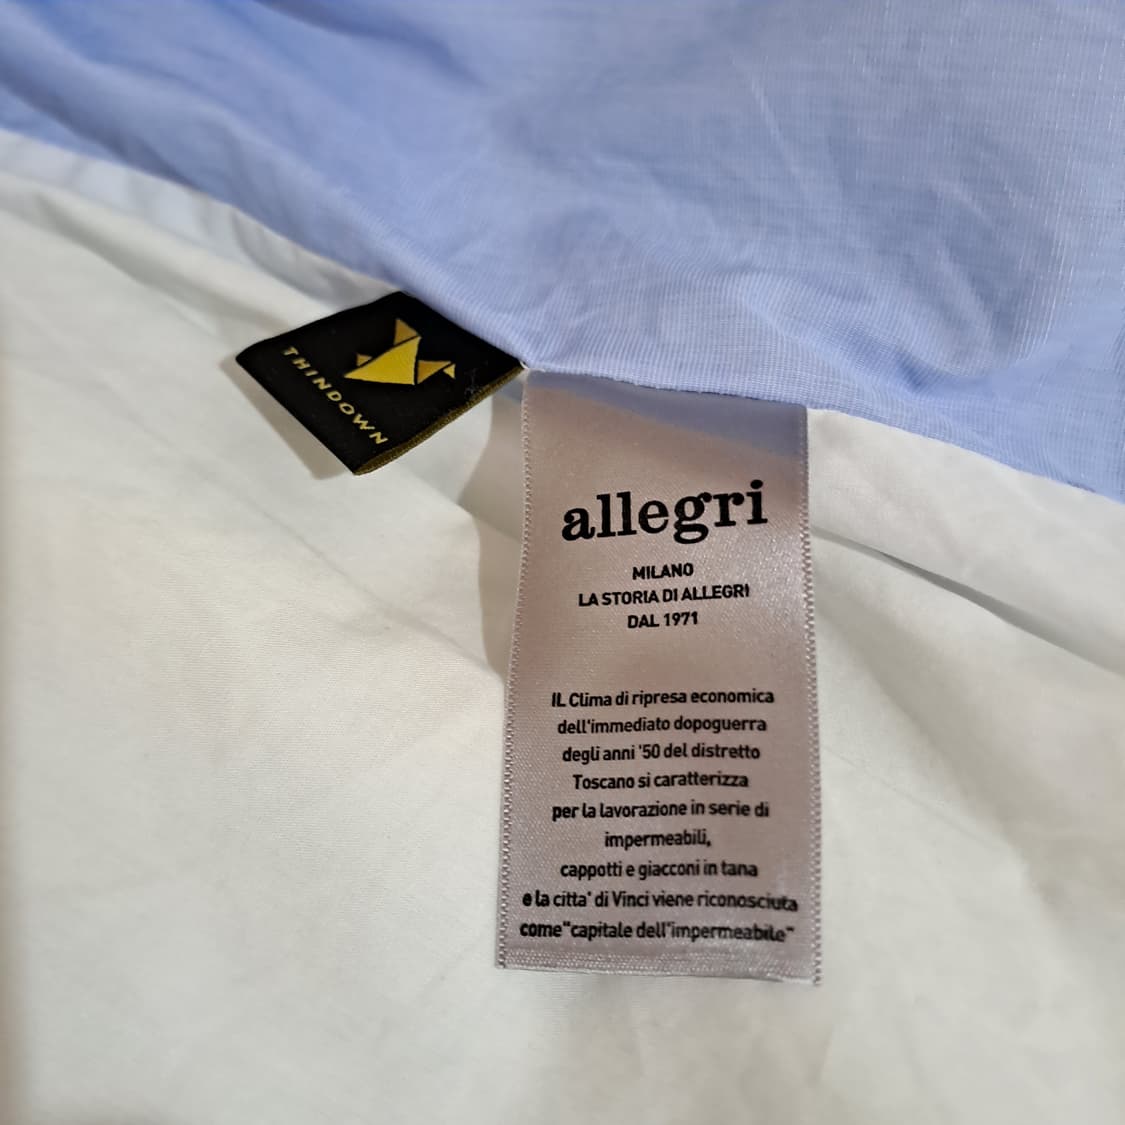 THINDOWN
allegri
MILANO
LA STORIA DI ALLEGRI
DAL 1971
IL Clima di ripresa economica
dell'immediato dopoguerra
degli anni '50 del distretto
Toscano si caratterizza
per la lavorazione in serie di
impermeabili,
cappotti e giacconi in tana
e la citta' di Vinci viene riconosciuta
come"capitale dell'impermeabile"